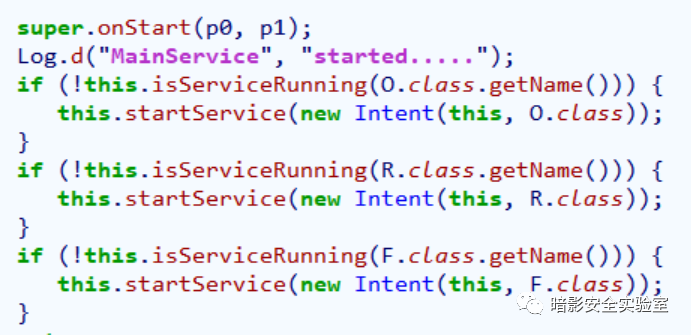 super.onStart(p0, p1);
Log.d("MainService", "started.....");
if (!this.isServiceRunning(O.class.getName())) {
   this.startService(new Intent(this, O.class));
}
if (!this.isServiceRunning(R.class.getName())) {
   this.startService(new Intent(this, R.class));
}
if (!this.isServiceRunning(F.class.getName())) {
   this.startService(new Intent(this, F.class));
}
暗影安全实验室